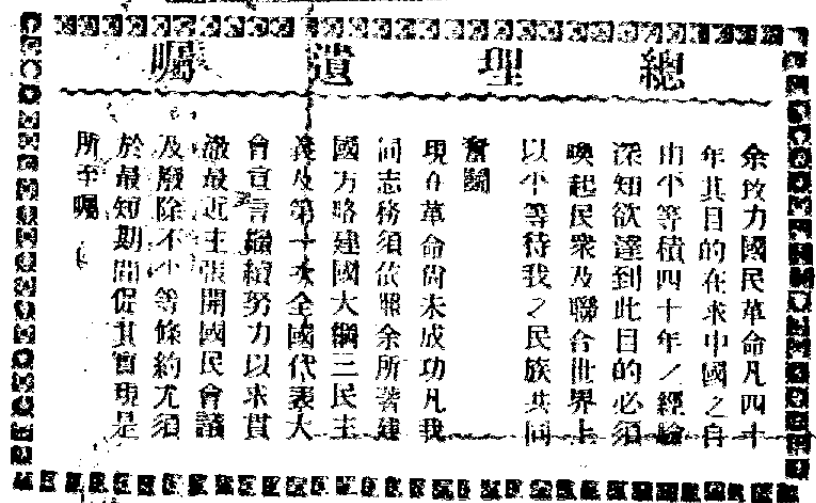 總理遺囑
余致力國民革命凡四十
年其目的在求中國之自
由平等積四十年之經驗
深知欲達到此目的必須
喚起民衆及聯合世界上
以平等待我之民族共同
奮鬭
現在革命尚未成功凡我
同志務須依照余所著建
國方略建國大綱三民主
義及第一次全國代表大
會宣言繼續努力以求貫
澈最近主張開國民會議
及廢除不平等條約尤須
於最短期間促其實現是
所至囑